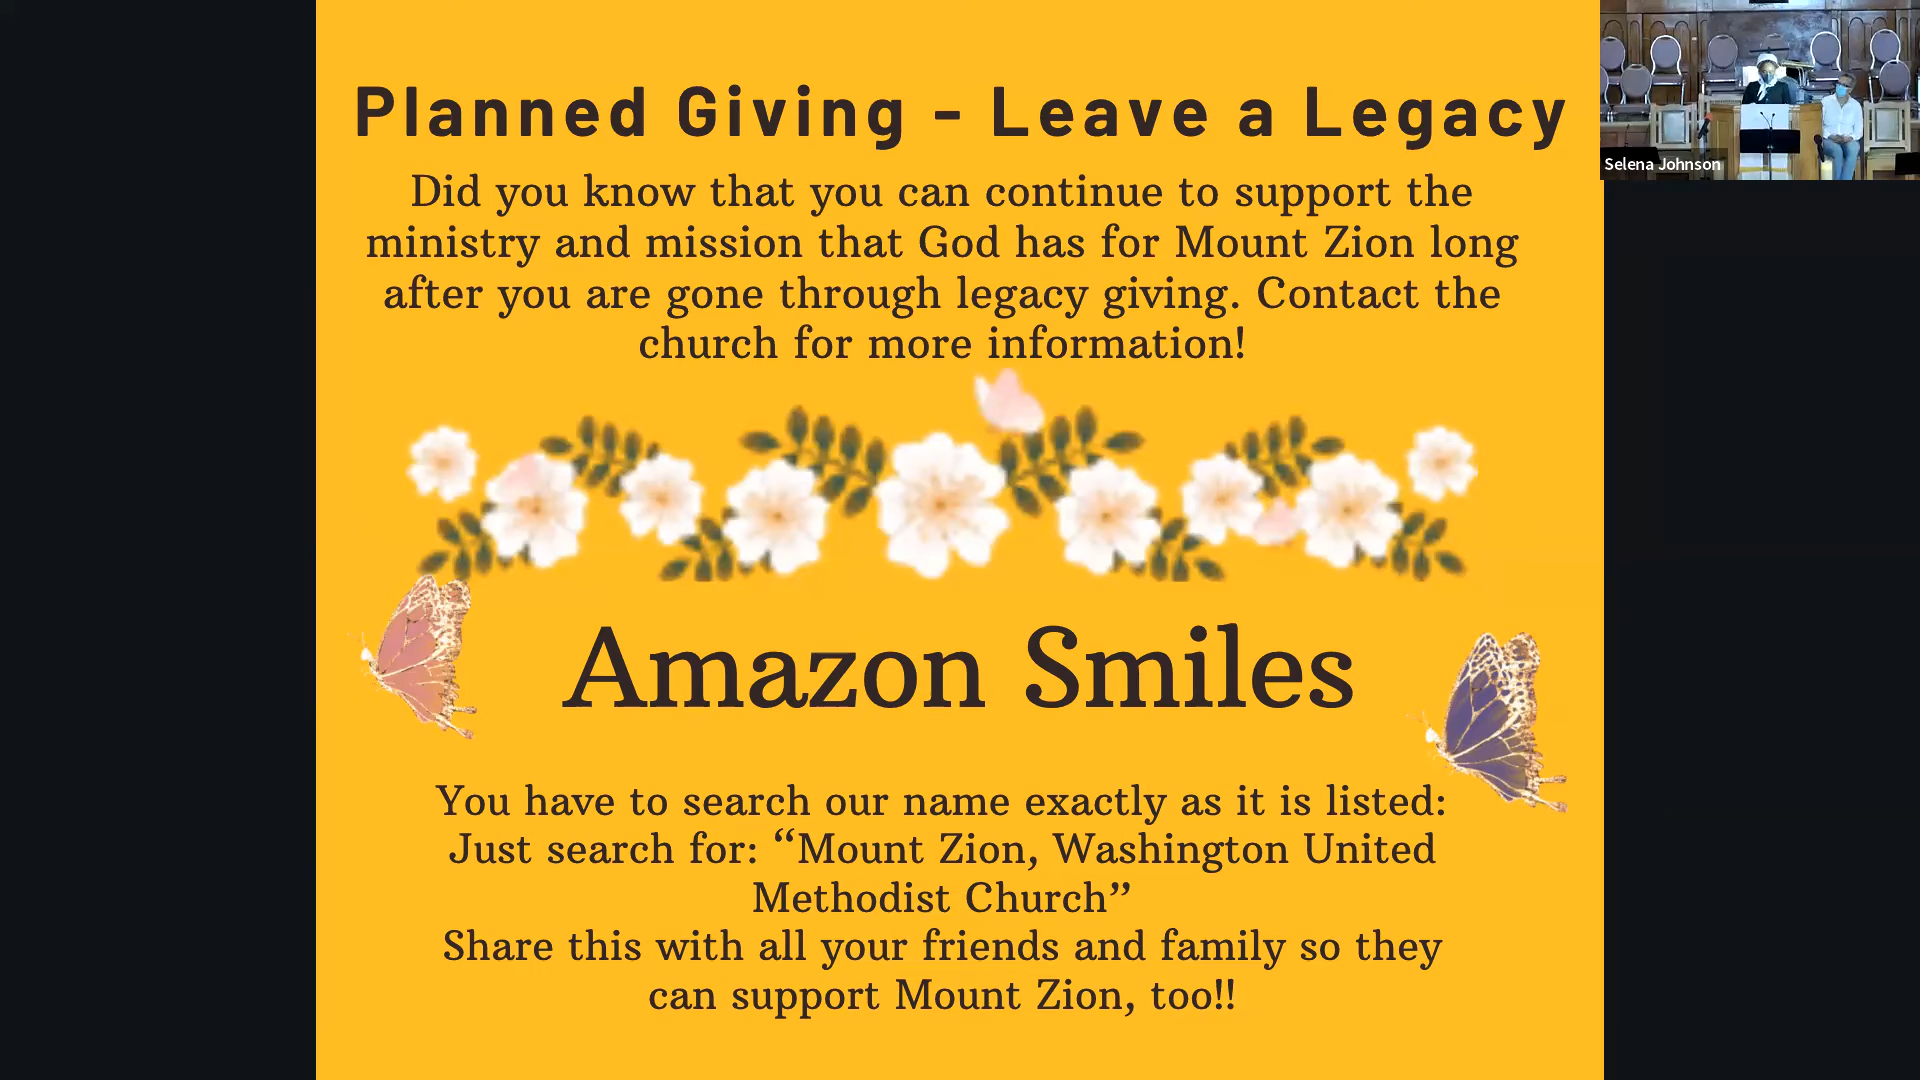 Planned Giving - Leave a Legacy
Did you know that you can continue to support the
ministry and mission that God has for Mount Zion long
after you are gone through legacy giving. Contact the
church for more information!
Amazon Smiles
You have to search our name exactly as it is listed:
Just search for: “Mount Zion, Washington United
Methodist Church”
Share this with all your friends and family so they
can support Mount Zion, too!!
Selena Johnson